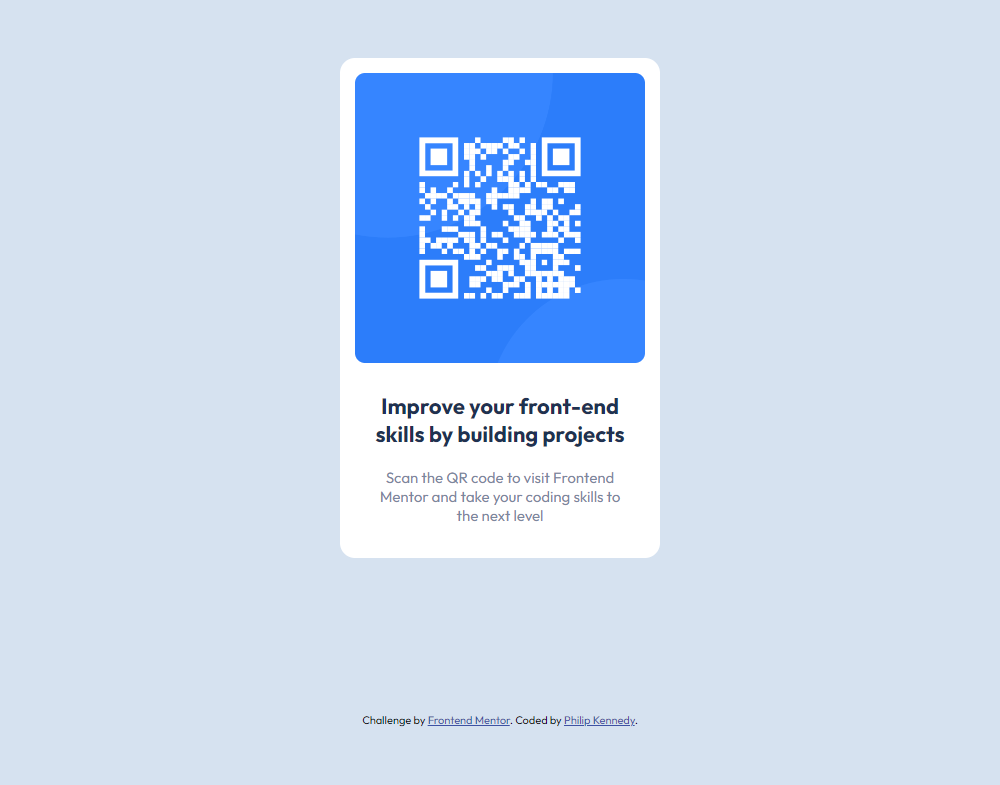 Improve your front-end
skills by building projects
Scan the QR code to visit Frontend
Mentor and take your coding skills to
the next level
Challenge by Frontend Mentor. Coded by Philip Kennedy.